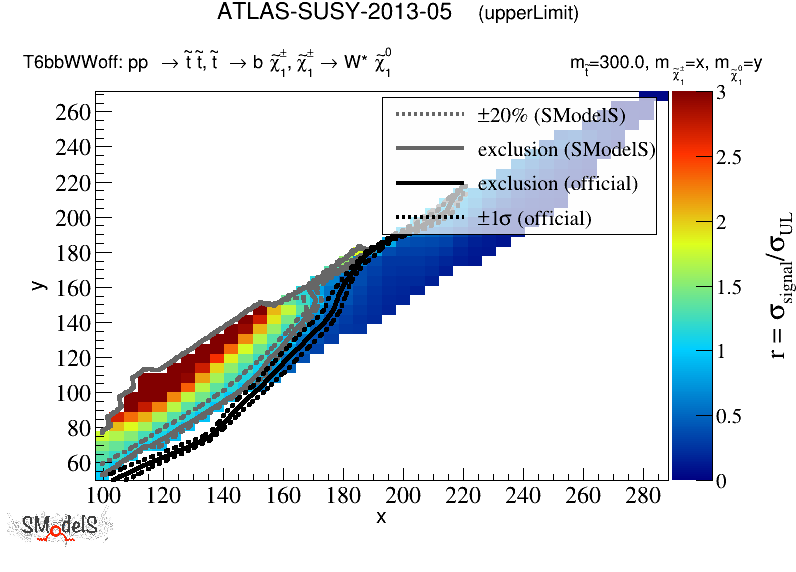 ATLAS-SUSY-2013-05 (upperLimit)
T6bbWWoff: pp → t̃ t̃, t̃ → b χ̃₁±, χ̃₁± → W* χ̃₁⁰
m_t̃=300.0, m_χ̃₁±=x, m_χ̃₁⁰=y
±20% (SModelS)
exclusion (SModelS)
exclusion (official)
±1σ (official)
260
240
220
200
180
160
140
120
100
80
60
y
100 120 140 160 180 200 220 240 260 280
x
3
2.5
2
1.5
1
0.5
0
r = σ_signal/σ_UL
SModelS